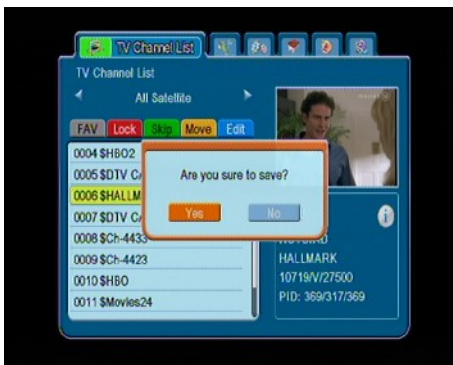 TV Channel List
TV Channel List
All Satellite
FAV Lock Skip Move Edit
0004 $HBO2
0005 $DTV
0006 $HALLM
0007 $DTV
0008 $Ch-4433
0009 $Ch-4423
0010 $HBO
0011 $Movies24
Are you sure to save?
Yes No
HOTBIRD
HALLMARK
10719/V/27500
PID: 369/317/369